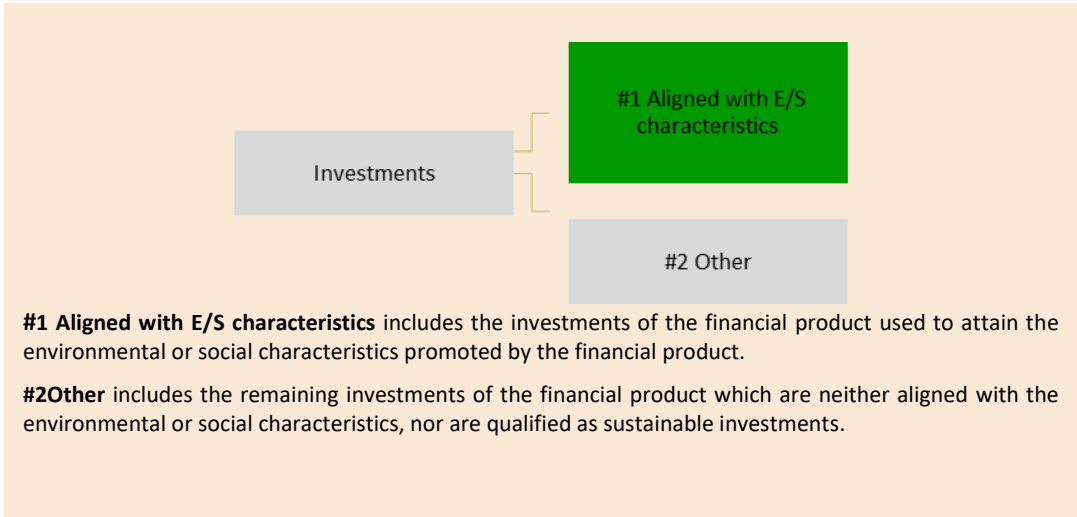 #1 Aligned with E/S
characteristics
Investments
#2 Other
#1 Aligned with E/S characteristics includes the investments of the financial product used to attain the
environmental or social characteristics promoted by the financial product.
#2Other includes the remaining investments of the financial product which are neither aligned with the
environmental or social characteristics, nor are qualified as sustainable investments.